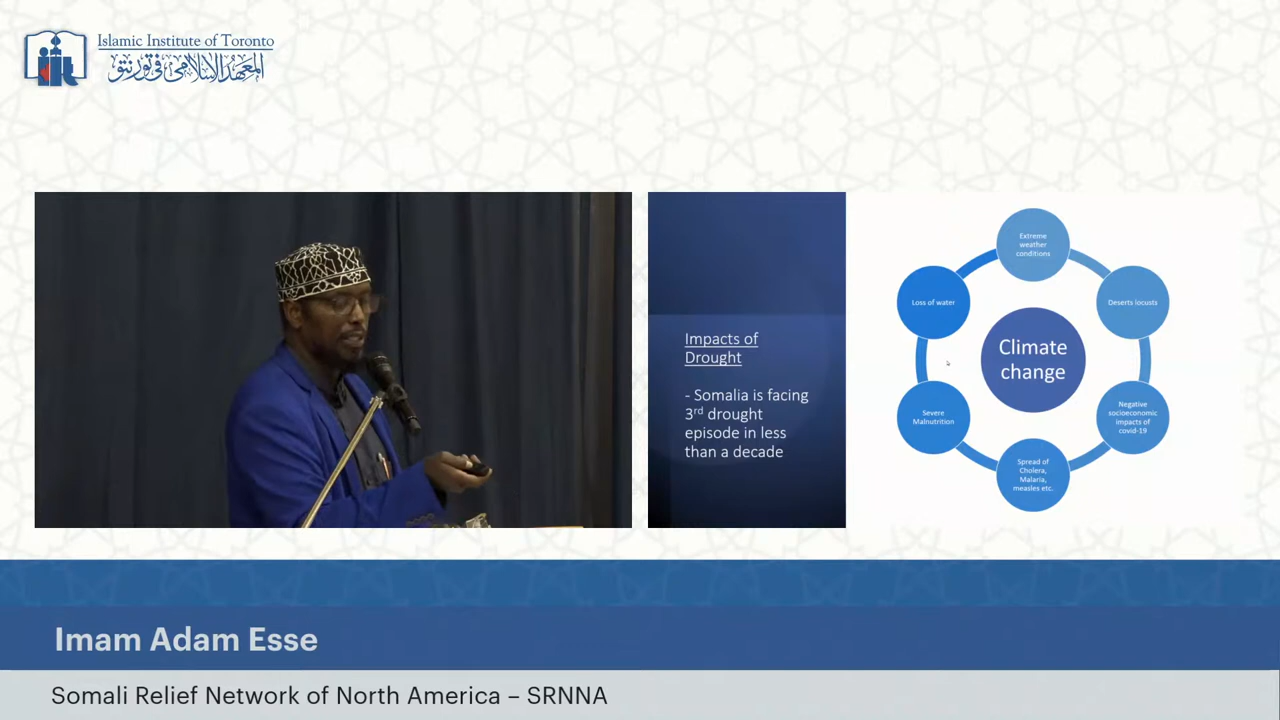 Islamic Institute of Toronto
المعهد الإسلامي في تورنتو
iit
Impacts of
Drought
- Somalia is facing
3rd drought
episode in less
than a decade
Extreme
weather
conditions
Deserts locusts
Negative
socioeconomic
impacts of
covid-19
Spread of
Cholera,
Malaria,
measles etc.
Severe
Malnutrition
Loss of water
Climate
change
Imam Adam Esse
Somali Relief Network of North America – SRNNA